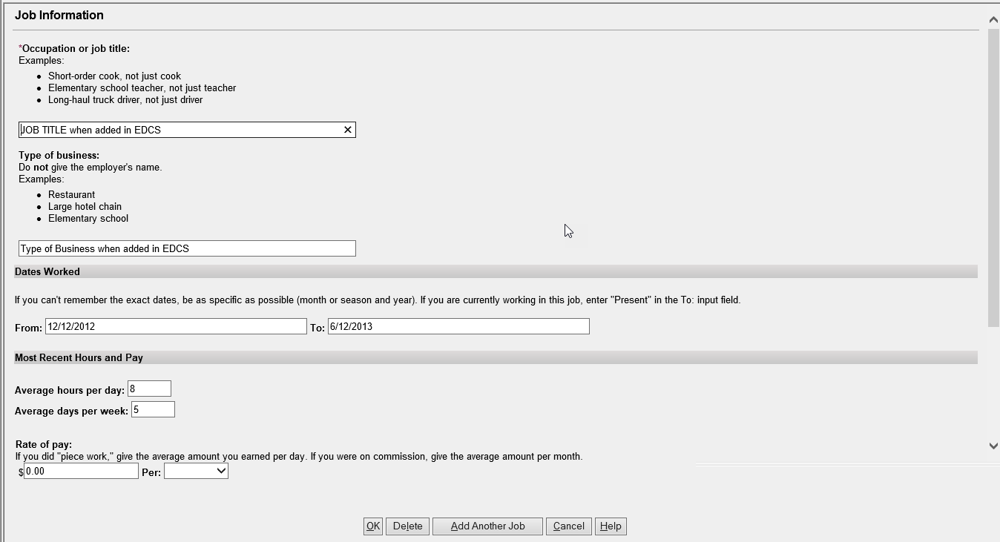 Job Information
*Occupation or job title:
Examples:
• Short-order cook, not just cook
• Elementary school teacher, not just teacher
• Long-haul truck driver, not just driver
JOB TITLE when added in EDCS ✕
Type of business:
Do not give the employer's name.
Examples:
• Restaurant
• Large hotel chain
• Elementary school
Type of Business when added in EDCS
Dates Worked
If you can't remember the exact dates, be as specific as possible (month or season and year). If you are currently working in this job, enter "Present" in the To: input field.
From: 12/12/2012 To: 6/12/2013
Most Recent Hours and Pay
Average hours per day: 8
Average days per week: 5
Rate of pay:
If you did "piece work," give the average amount you earned per day. If you were on commission, give the average amount per month.
$0.00 Per:
OK Delete Add Another Job Cancel Help